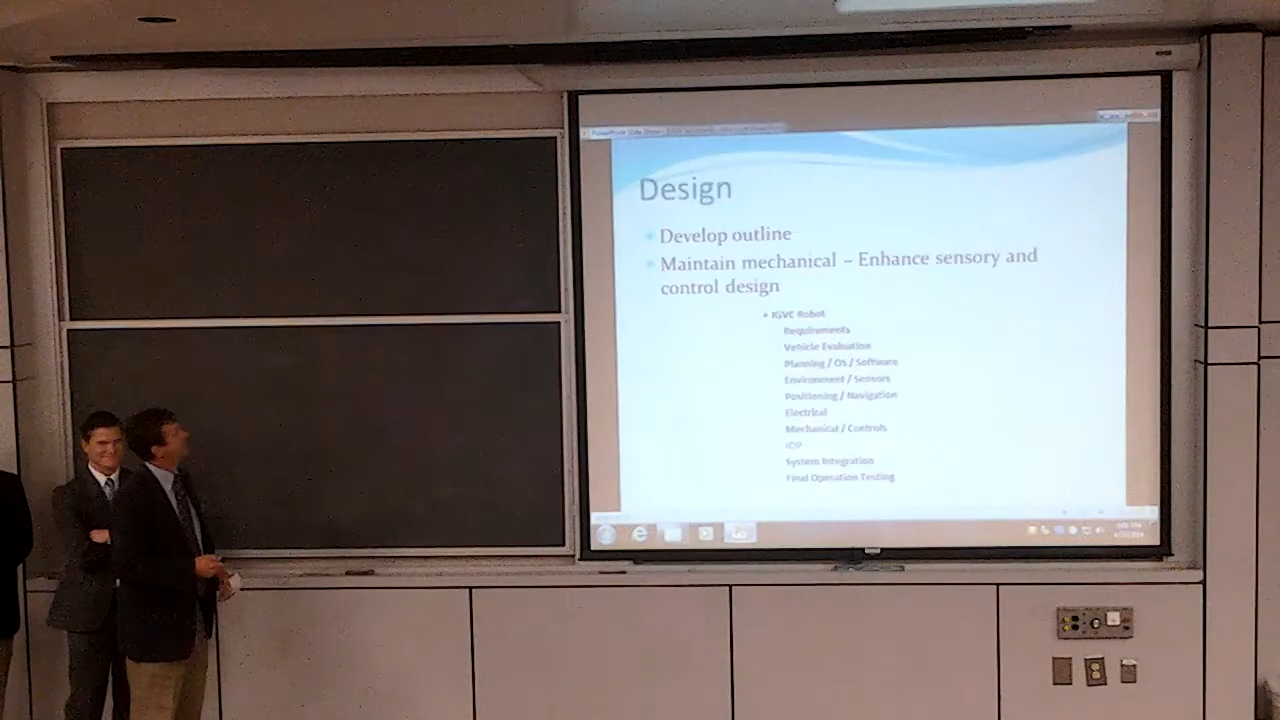 Design
Develop outline
Maintain mechanical – Enhance sensory and
control design
IGVC Robot
Requirements
Vehicle Evaluation
Planning / OS / Software
Environment / Sensors
Positioning / Navigation
Electrical
Mechanical / Controls
System Integration
Final Operation Testing